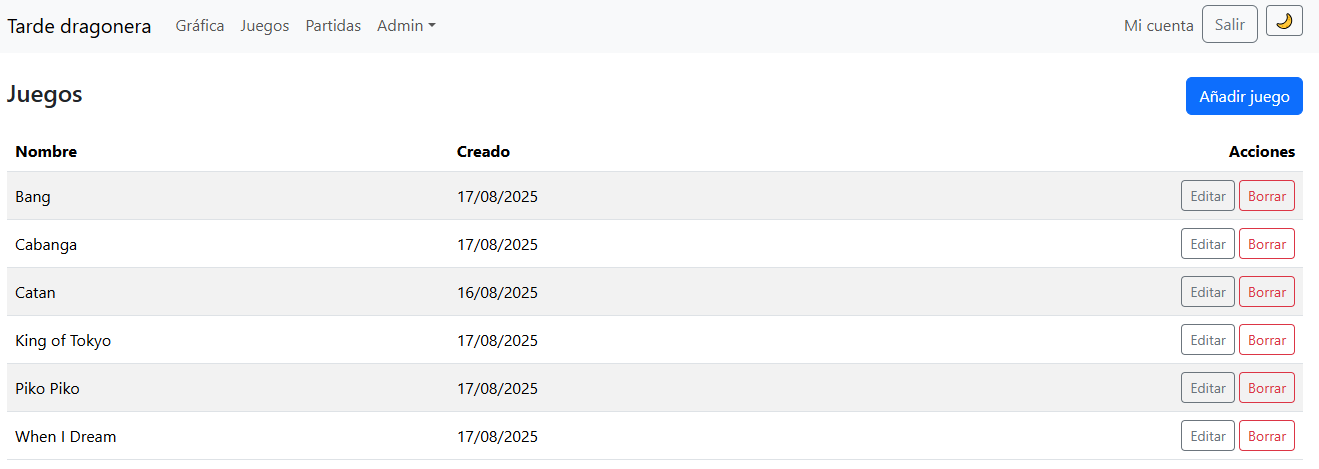 Tarde dragonera Gráfica Juegos Partidas Admin Mi cuenta Salir
Juegos Añadir juego
Nombre Creado Acciones
Bang 17/08/2025 Editar Borrar
Cabanga 17/08/2025 Editar Borrar
Catan 16/08/2025 Editar Borrar
King of Tokyo 17/08/2025 Editar Borrar
Piko Piko 17/08/2025 Editar Borrar
When I Dream 17/08/2025 Editar Borrar